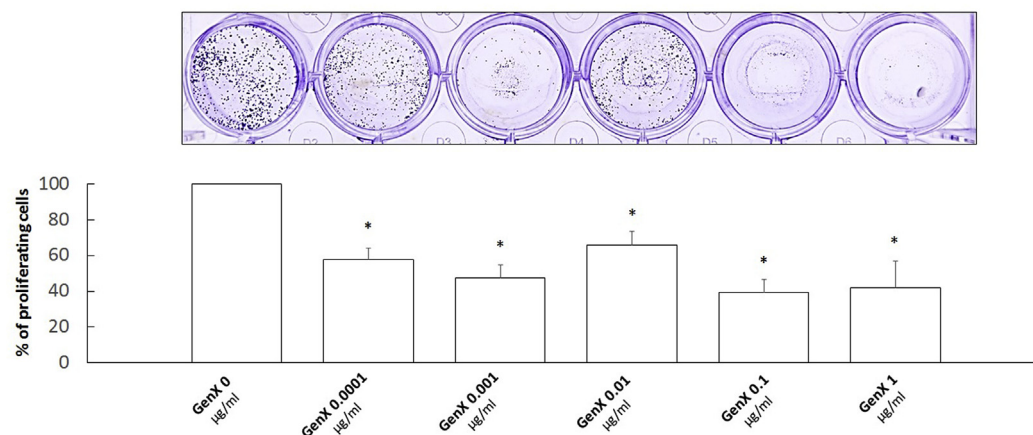 D2 D3 D4 D5 D6
100
80
60
40
20
0
% of proliferating cells
* * * * *
GenX 0
µg/ml
GenX 0.0001
µg/ml
GenX 0.001
µg/ml
GenX 0.01
µg/ml
GenX 0.1
µg/ml
GenX 1
µg/ml